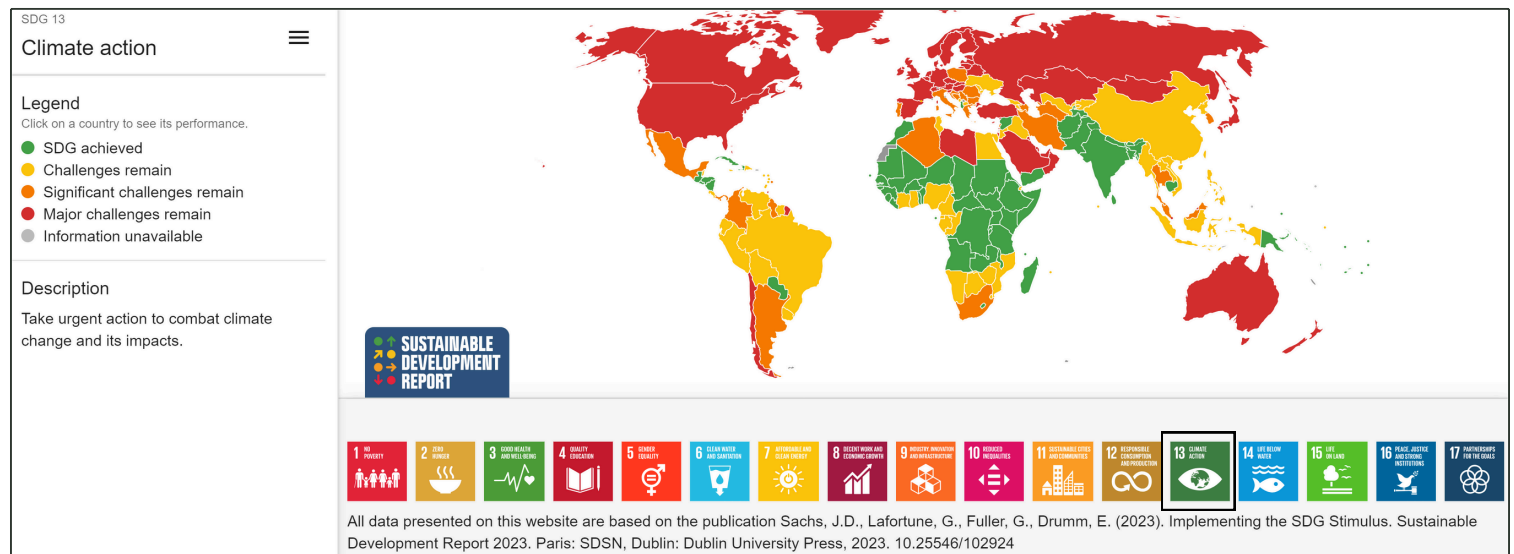 SDG 13
Climate action
Legend
Click on a country to see its performance.
SDG achieved
Challenges remain
Significant challenges remain
Major challenges remain
Information unavailable
Description
Take urgent action to combat climate
change and its impacts.
SUSTAINABLE
DEVELOPMENT
REPORT
1 NO
POVERTY
2 ZERO
HUNGER
3 GOOD HEALTH
AND WELL-BEING
4 QUALITY
EDUCATION
5 GENDER
EQUALITY
6 CLEAN WATER
AND SANITATION
7 AFFORDABLE AND
CLEAN ENERGY
8 DECENT WORK AND
ECONOMIC GROWTH
9 INDUSTRY, INNOVATION
AND INFRASTRUCTURE
10 REDUCED
INEQUALITIES
11 SUSTAINABLE CITIES
AND COMMUNITIES
12 RESPONSIBLE
CONSUMPTION
AND PRODUCTION
13 CLIMATE
ACTION
14 LIFE BELOW
WATER
15 LIFE
ON LAND
16 PEACE, JUSTICE
AND STRONG
INSTITUTIONS
17 PARTNERSHIPS
FOR THE GOALS
All data presented on this website are based on the publication Sachs, J.D., Lafortune, G., Fuller, G., Drumm, E. (2023). Implementing the SDG Stimulus. Sustainable
Development Report 2023. Paris: SDSN, Dublin: Dublin University Press, 2023. 10.25546/102924